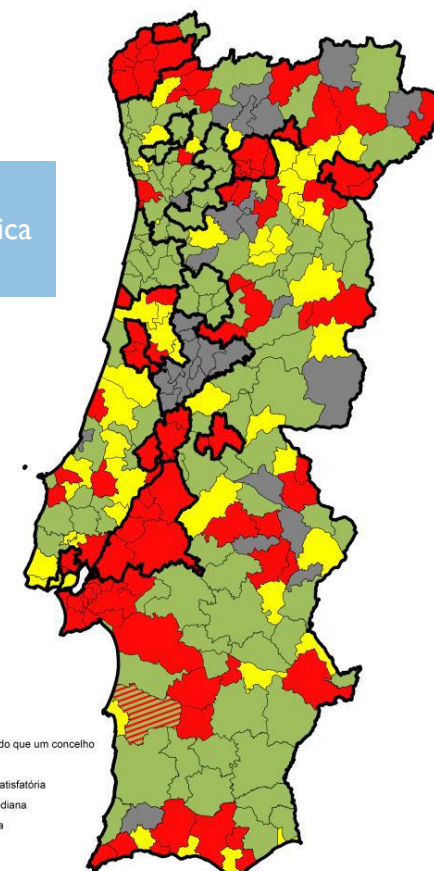 ica
do que um concelho
atisfatória
diana
a